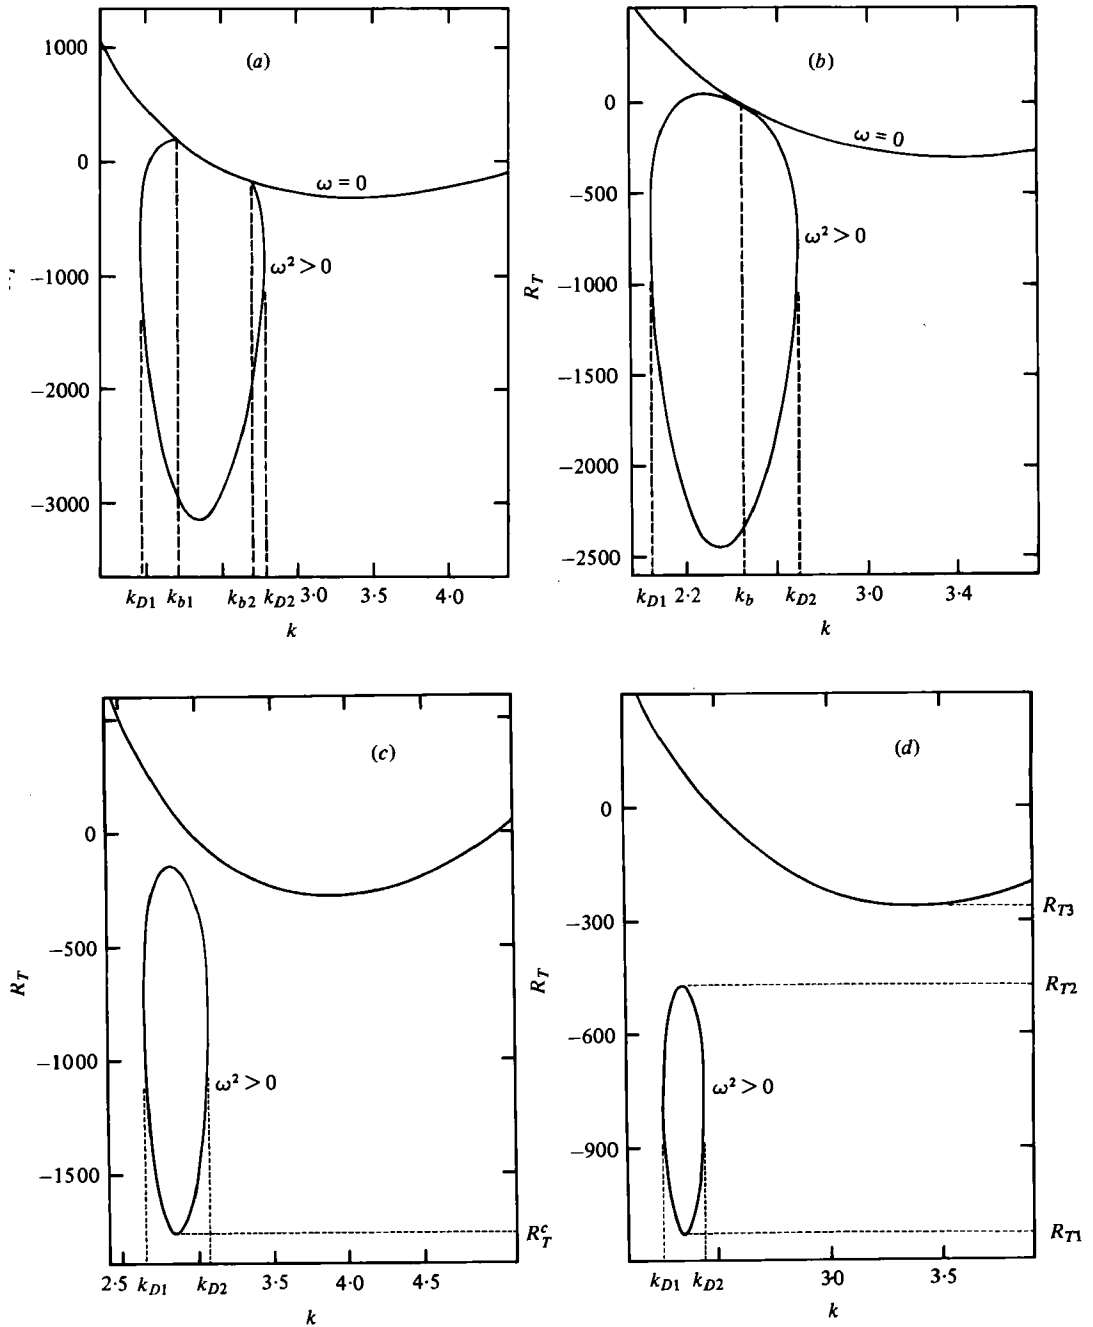 (a)
1000
0
−1000
−2000
−3000
ω = 0
ω² > 0
k_{D1} k_{b1} k_{b2} k_{D2} 3·0 3·5 4·0
k
(b)
R_T
0
−500
−1000
−1500
−2000
−2500
ω = 0
ω² > 0
k_{D1} 2·2 k_b k_{D2} 3·0 3·4
k
(c)
R_T
0
−500
−1000
−1500
ω² > 0
R_T^c
2·5 k_{D1} k_{D2} 3·5 4·0 4·5
k
(d)
R_T
0
−300
−600
−900
ω² > 0
R_{T3}
R_{T2}
R_{T1}
k_{D1} k_{D2} 3·0 3·5
k